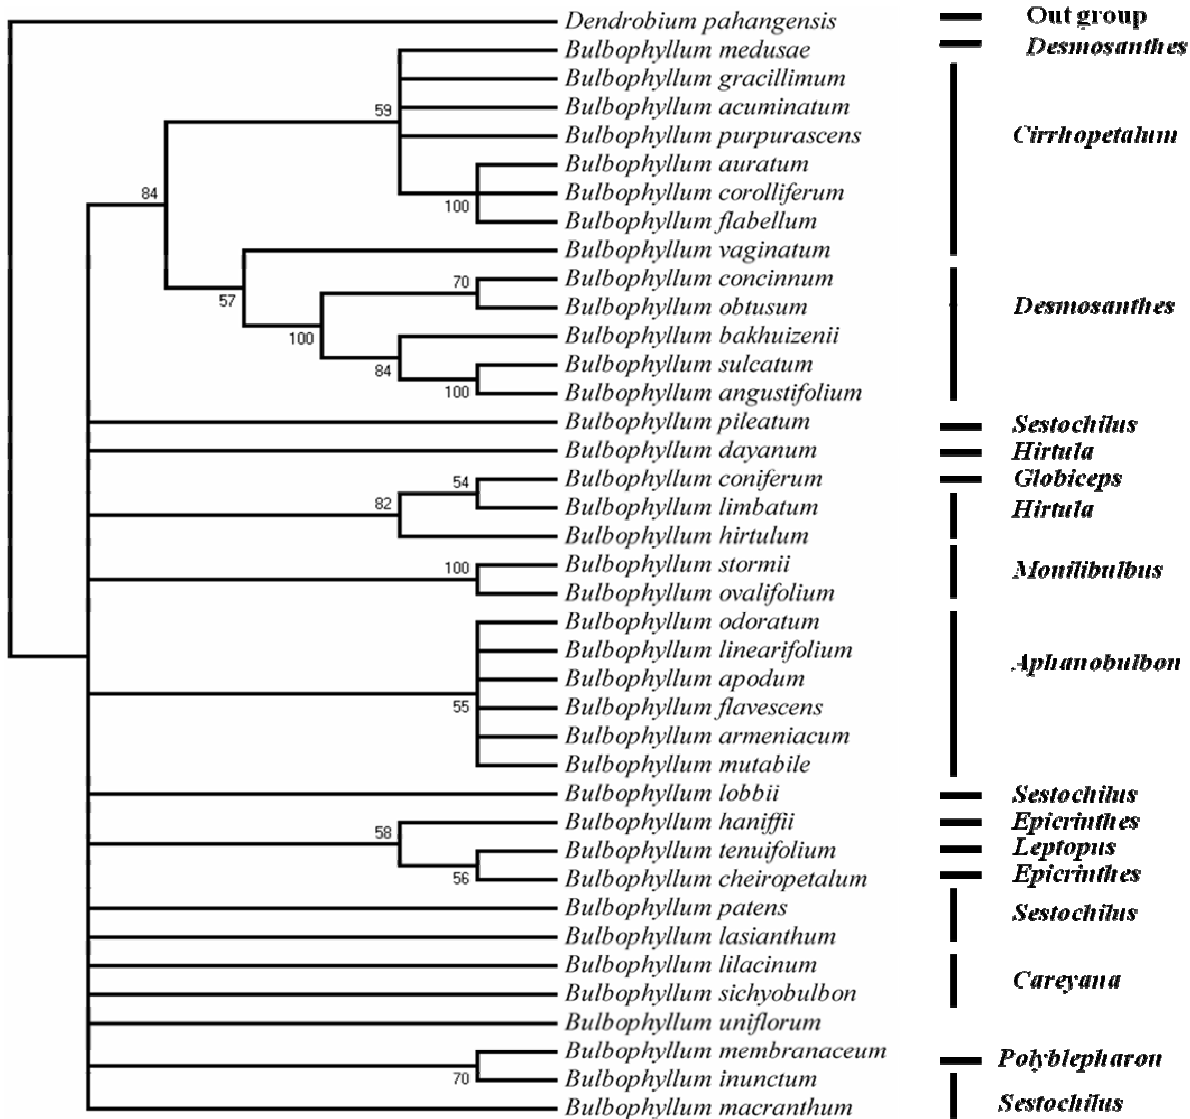 Dendrobium pahangensis Out group
Bulbophyllum medusae Desmosanthes
Bulbophyllum gracillimum
59 Bulbophyllum acuminatum
Bulbophyllum purpurascens Cirrhopetalum
Bulbophyllum auratum
84 Bulbophyllum corolliferum
100 Bulbophyllum flabellum
Bulbophyllum vaginatum
70 Bulbophyllum concinnum
57 Bulbophyllum obtusum Desmosanthes
100 Bulbophyllum bakhuizenii
84 Bulbophyllum sulcatum
100 Bulbophyllum angustifolium
Bulbophyllum pileatum Sestochilus
Bulbophyllum dayanum Hirtula
54 Bulbophyllum coniferum Globiceps
82 Bulbophyllum limbatum Hirtula
Bulbophyllum hirtulum
100 Bulbophyllum stormii Monilibulbus
Bulbophyllum ovalifolium
Bulbophyllum odoratum
Bulbophyllum linearifolium Aphanobulbon
Bulbophyllum apodum
55 Bulbophyllum flavescens
Bulbophyllum armeniacum
Bulbophyllum mutabile
Bulbophyllum lobbii Sestochilus
58 Bulbophyllum haniffii Epicrinthes
Bulbophyllum tenuifolium Leptopus
56 Bulbophyllum cheiropetalum Epicrinthes
Bulbophyllum patens Sestochilus
Bulbophyllum lasianthum
Bulbophyllum lilacinum Careyana
Bulbophyllum sichyobulbon
Bulbophyllum uniflorum
Bulbophyllum membranaceum Polyblepharon
70 Bulbophyllum inunctum
Bulbophyllum macranthum Sestochilus